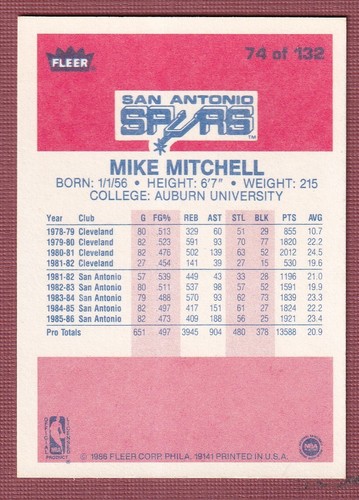 FLEER
74 of 132
SAN ANTONIO
SPURS TM
MIKE MITCHELL
BORN: 1/1/56 • HEIGHT: 6'7" • WEIGHT: 215
COLLEGE: AUBURN UNIVERSITY
Year Club G FG% REB AST STL BLK PTS AVG
1978-79 Cleveland 80 .513 329 60 51 29 855 10.7
1979-80 Cleveland 82 .523 591 93 70 77 1820 22.2
1980-81 Cleveland 82 .476 502 139 63 52 2012 24.5
1981-82 Cleveland 27 .454 141 39 27 15 530 19.6
1981-82 San Antonio 57 .539 449 43 33 28 1196 21.0
1982-83 San Antonio 80 .511 537 98 57 52 1591 19.9
1983-84 San Antonio 79 .488 570 93 62 73 1839 23.3
1984-85 San Antonio 82 .497 417 151 61 27 1824 22.2
1985-86 San Antonio 82 .473 409 188 56 25 1921 23.4
Pro Totals 651 .497 3945 904 480 378 13588 20.9
OFFICIAL LICENSED
NBA
PRODUCT
© 1986 FLEER CORP. PHILA. 19141 PRINTED IN U.S.A.
NBA